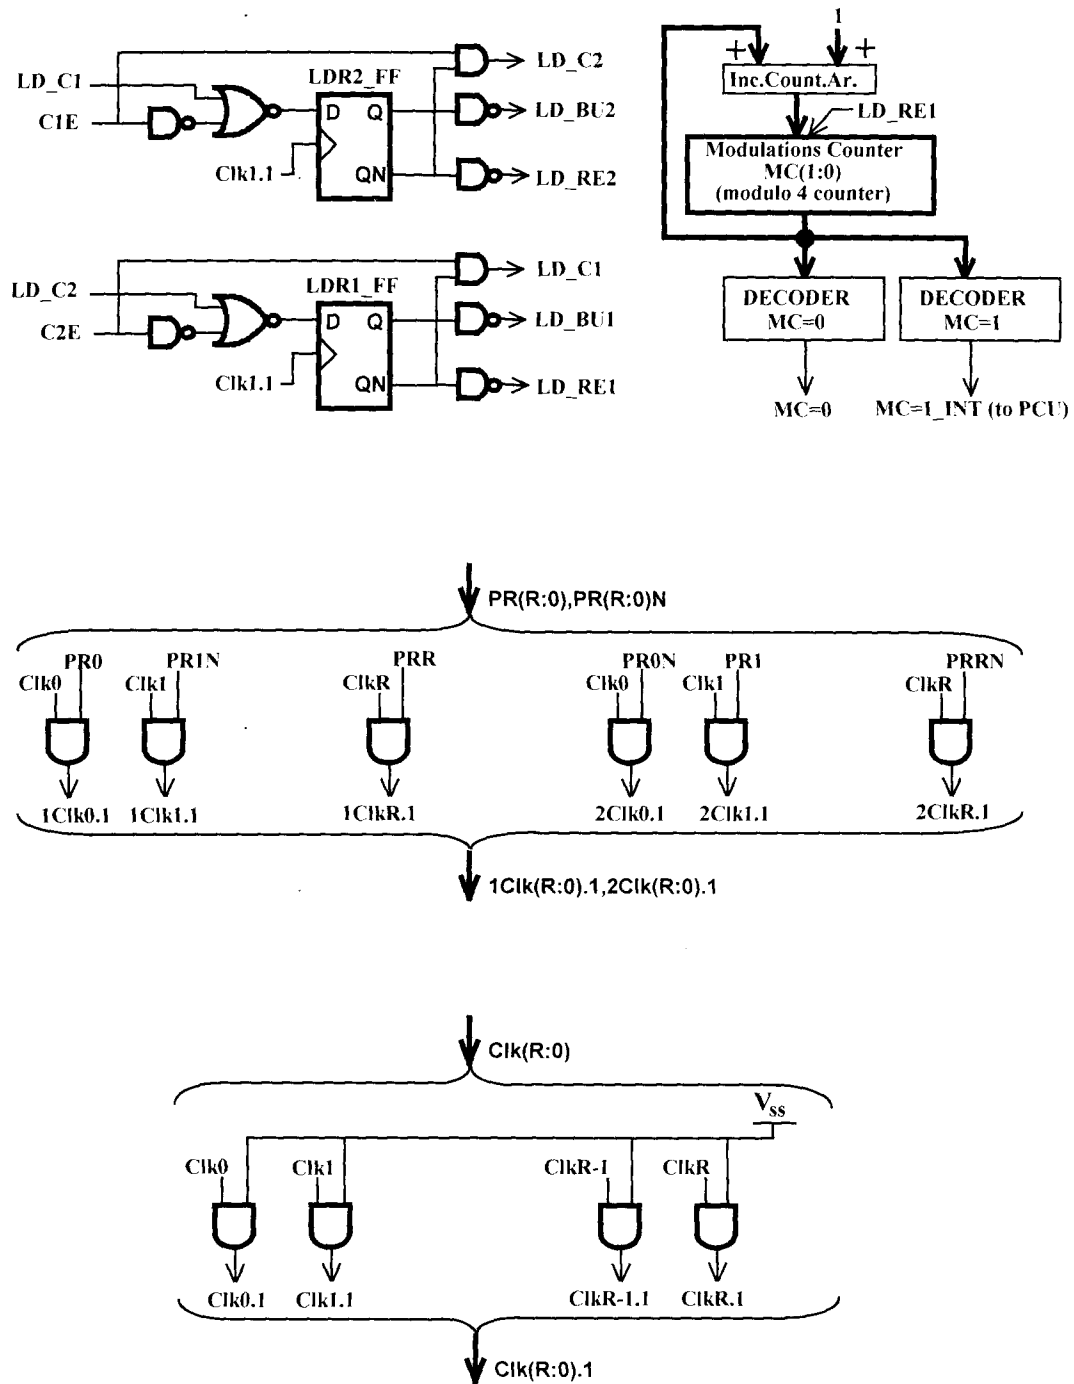 LD_C1
C1E
LDR2_FF
D Q
QN
Clk1.1
LD_C2
LD_BU2
LD_RE2
LD_C2
C2E
LDR1_FF
D Q
QN
Clk1.1
LD_C1
LD_BU1
LD_RE1
1
+ +
Inc.Count.Ar.
LD_RE1
Modulations Counter
MC(1:0)
(modulo 4 counter)
DECODER
MC=0
DECODER
MC=1
MC=0
MC=1_INT (to PCU)
PR(R:0),PR(R:0)N
PR0 PR1N PRR PR0N PR1 PRRN
Clk0 Clk1 ClkR Clk0 Clk1 ClkR
1Clk0.1 1Clk1.1 1ClkR.1 2Clk0.1 2Clk1.1 2ClkR.1
1Clk(R:0).1,2Clk(R:0).1
Clk(R:0)
Vss
Clk0 Clk1 ClkR-1 ClkR
Clk0.1 Clk1.1 ClkR-1.1 ClkR.1
Clk(R:0).1